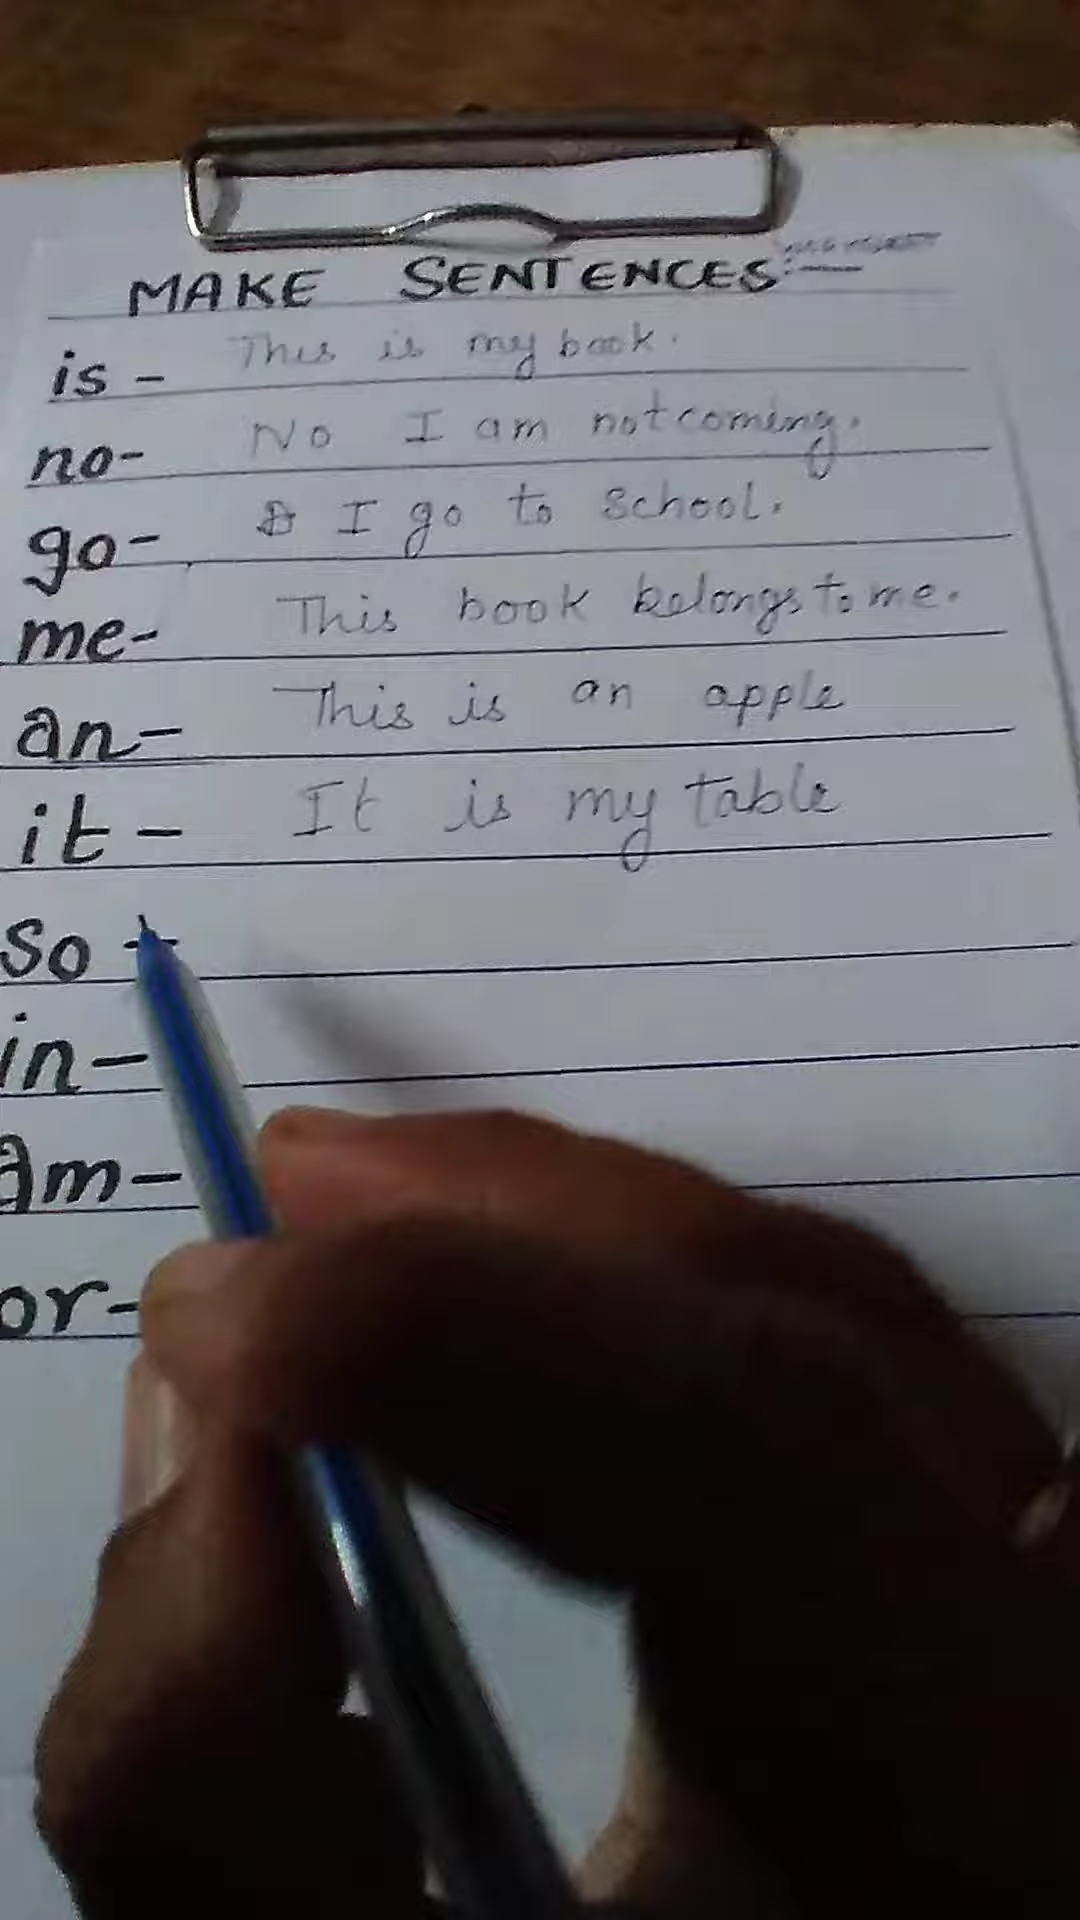 MAKE SENTENCES:—
is - This is my book.
no- No I am not coming.
go- I go to school.
me- This book belongs to me.
an- This is an apple
it - It is my table
so -
in-
am-
or-